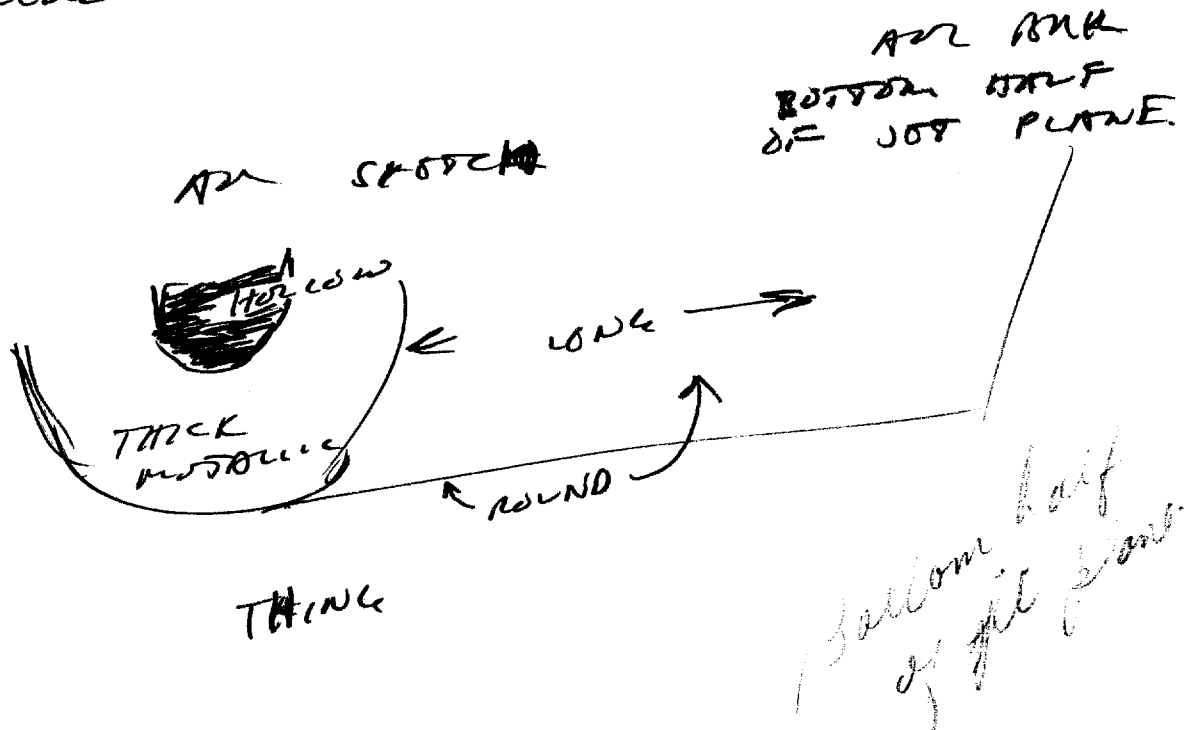 AOL ANK
BOTTOM HALF
OF JET PLANE.
AOL SKETCH
HOLLOW
LONG
THICK
METALLIC
ROUND
THING
bottom half
of jet plane.